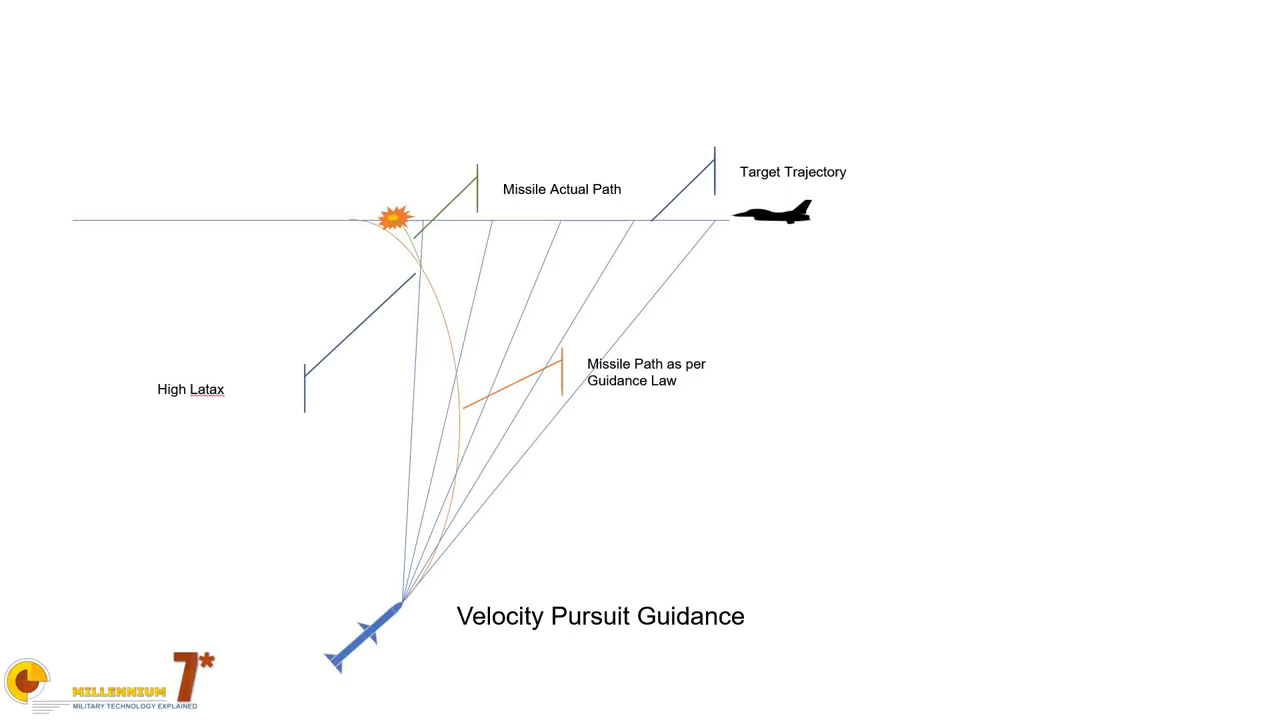 Target Trajectory
Missile Actual Path
Missile Path as per
Guidance Law
High Latax
Velocity Pursuit Guidance
7*
MILLENNIUM
MILITARY TECHNOLOGY EXPLAINED